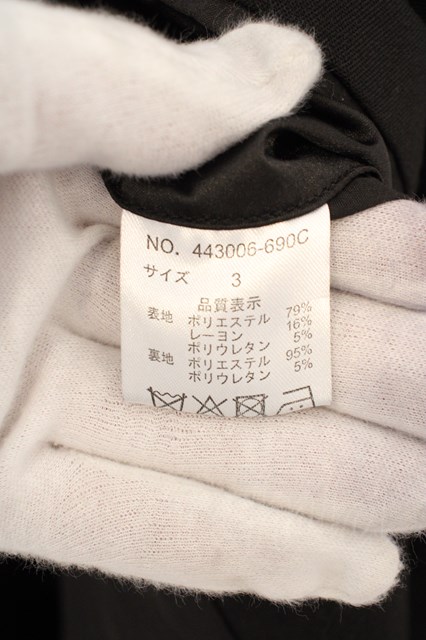 NO. 443006-690C
サイズ 3
品質表示
表地 ポリエステル 79%
レーヨン 16%
ポリウレタン 5%
裏地 ポリエステル 95%
ポリウレタン 5%